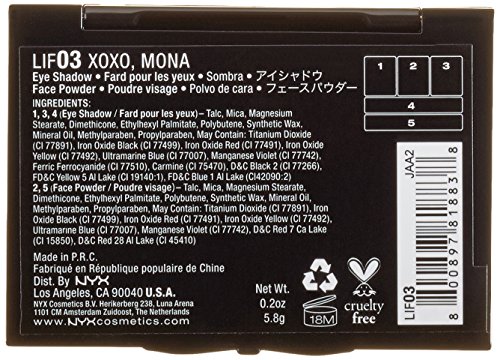 LIF03 XOXO, MONA
Eye Shadow • Fard pour les yeux • Sombra • アイシャドウ
Face Powder • Poudre visage • Polvo de cara • フェースパウダー
1 2 3
4
5
INGREDIENTS:
1, 3, 4 (Eye Shadow / Fard pour les yeux) – Talc, Mica, Magnesium
Stearate, Dimethicone, Ethylhexyl Palmitate, Polybutene, Synthetic Wax,
Mineral Oil, Methylparaben, Propylparaben, May Contain: Titanium Dioxide
(CI 77891), Iron Oxide Black (CI 77499), Iron Oxide Red (CI 77491), Iron Oxide
Yellow (CI 77492), Ultramarine Blue (CI 77007), Manganese Violet (CI 77742),
Ferric Ferrocyanide (CI 77510), Carmine (CI 75470), D&C Black 2 (CI 77266),
FD&C Yellow 5 Al Lake (CI 19140:1), FD&C Blue 1 Al Lake (CI42090:2)
2, 5 (Face Powder / Poudre visage) – Talc, Mica, Magnesium Stearate,
Dimethicone, Ethylhexyl Palmitate, Polybutene, Synthetic Wax, Mineral Oil,
Methylparaben, Propylparaben, May Contain: Titanium Dioxide (CI 77891), Iron
Oxide Black (CI 77499), Iron Oxide Red (CI 77491), Iron Oxide Yellow (CI 77492),
Ultramarine Blue (CI 77007), Manganese Violet (CI 77742), D&C Red 7 Ca Lake
(CI 15850), D&C Red 28 Al Lake (CI 45410)
Made in P.R.C.
Fabriqué en République populaire de Chine
Dist. By NYX
Los Angeles, CA 90040 U.S.A.
NYX Cosmetics B.V. Herikerberg 238, Luna Arena
1101 CM Amsterdam Zuidoost, The Netherlands
www.NYXcosmetics.com
Net Wt.
0.2oz
5.8g
18M
cruelty
free
JAA2
8 00897 81883 8
LIF03